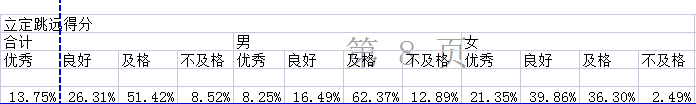 立定跳远得分
合计 男 女
优秀 良好 及格 不及格 优秀 良好 及格 不及格 优秀 良好 及格 不及格
13.75% 26.31% 51.42% 8.52% 8.25% 16.49% 62.37% 12.89% 21.35% 39.86% 36.30% 2.49%
第 8 页